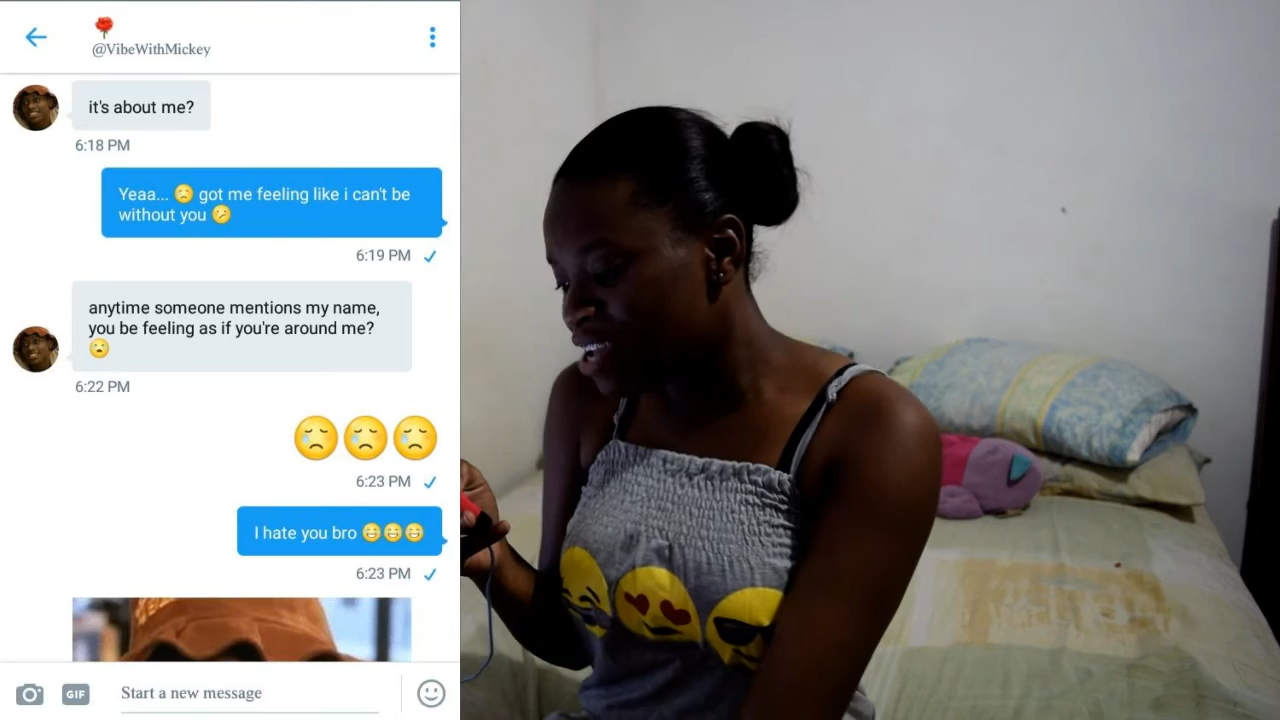 @VibeWithMickey
it's about me?
6:18 PM
Yeaa... 😢 got me feeling like i can't be
without you 🤒
6:19 PM
anytime someone mentions my name,
you be feeling as if you're around me?
😟
6:22 PM
😢😢😢
6:23 PM
I hate you bro 😂😂😂
6:23 PM
GIF
Start a new message